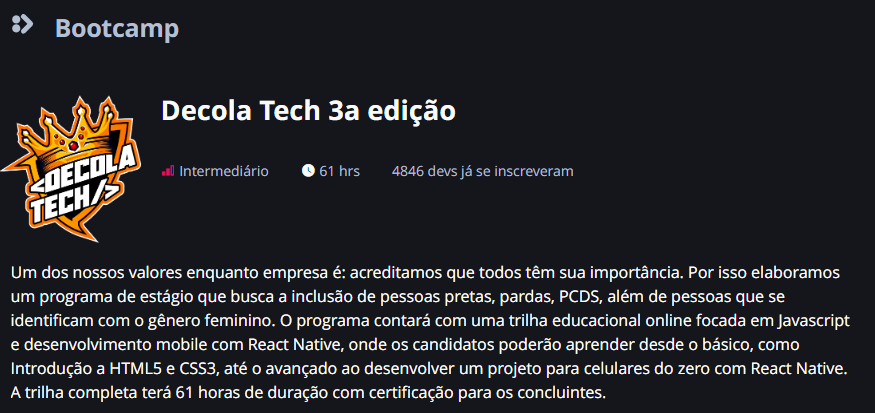 Bootcamp
Decola Tech 3a edição
<DECOLA
TECH/>
Intermediário 61 hrs 4846 devs já se inscreveram
Um dos nossos valores enquanto empresa é: acreditamos que todos têm sua importância. Por isso elaboramos
um programa de estágio que busca a inclusão de pessoas pretas, pardas, PCDS, além de pessoas que se
identificam com o gênero feminino. O programa contará com uma trilha educacional online focada em Javascript
e desenvolvimento mobile com React Native, onde os candidatos poderão aprender desde o básico, como
Introdução a HTML5 e CSS3, até o avançado ao desenvolver um projeto para celulares do zero com React Native.
A trilha completa terá 61 horas de duração com certificação para os concluintes.